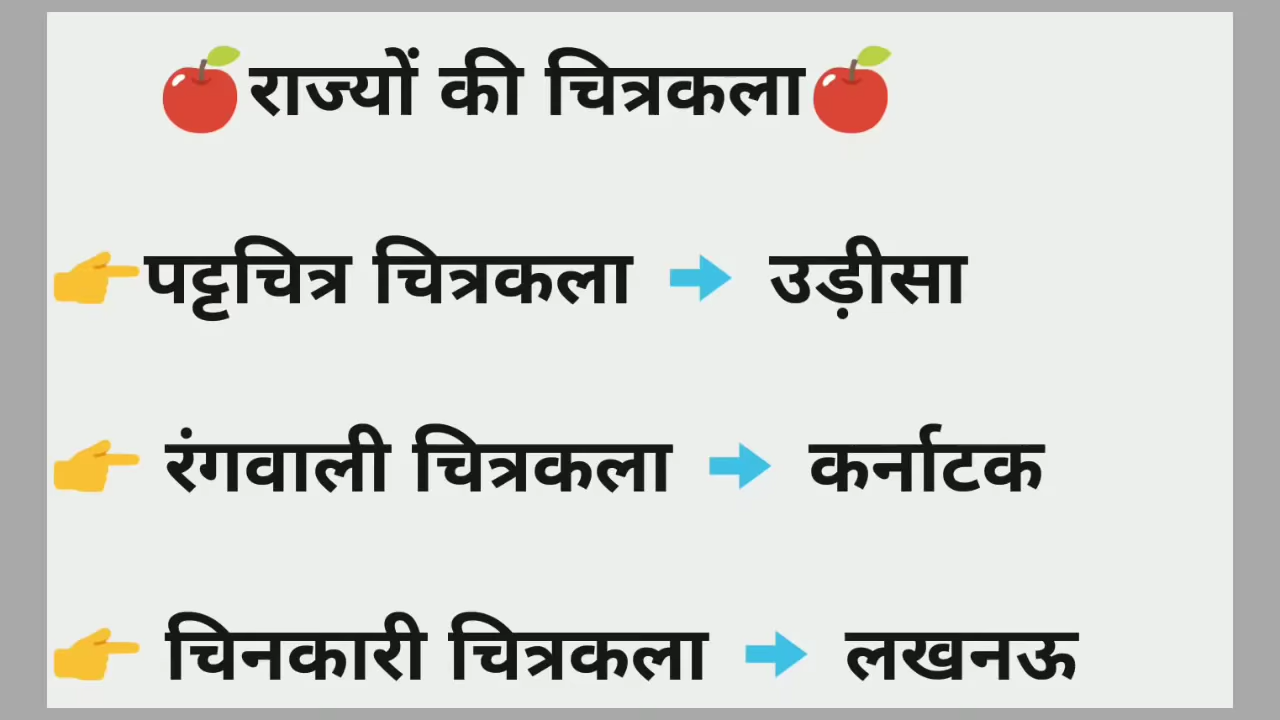 🍎राज्यों की चित्रकला🍎
👉पट्टचित्र चित्रकला ➡ उड़ीसा
👉 रंगवाली चित्रकला ➡ कर्नाटक
👉 चिनकारी चित्रकला ➡ लखनऊ